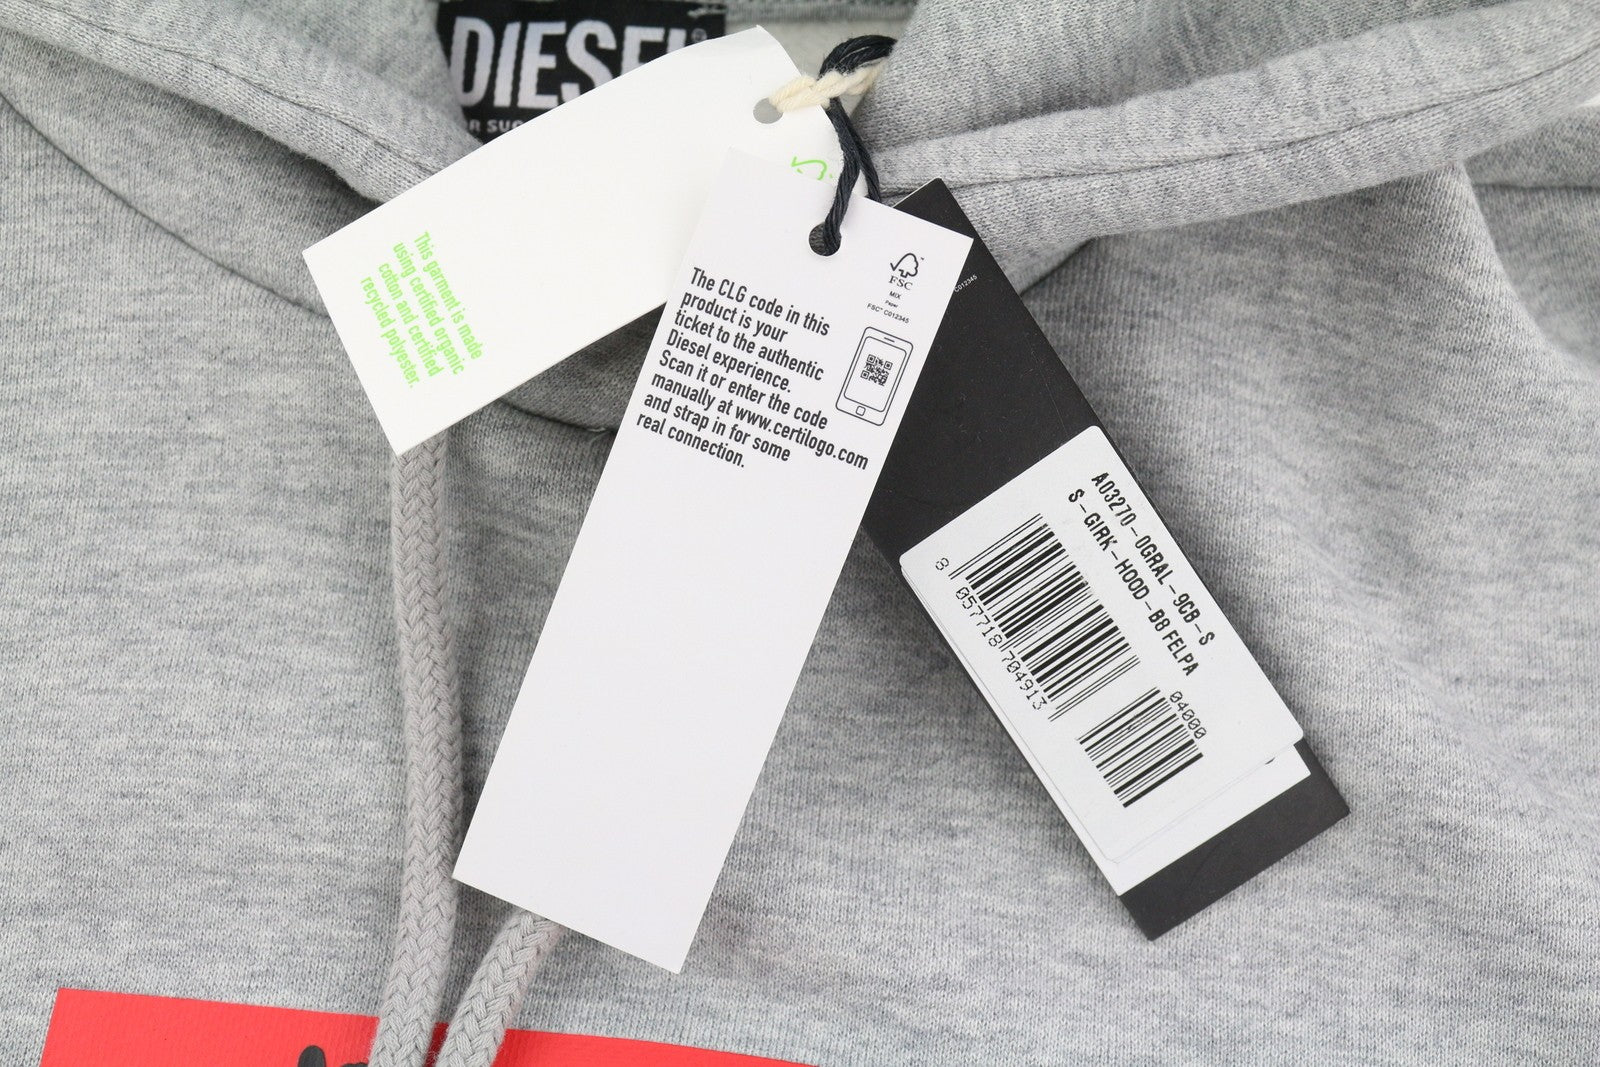 DIESEL
This garment is made
using certified organic
cotton and certified
recycled polyester.
The CLG code in this
product is your
ticket to the authentic
Diesel experience.
Scan it or enter the code
manually at www.certilogo.com
and strap in for some
real connection.
FSC
MIX
Paper
FSC™ C012345
C012345
A03270-0GRAL-9CB-S
S-GIRK-HOOD-B8 FELPA
8 057718 704913
04000